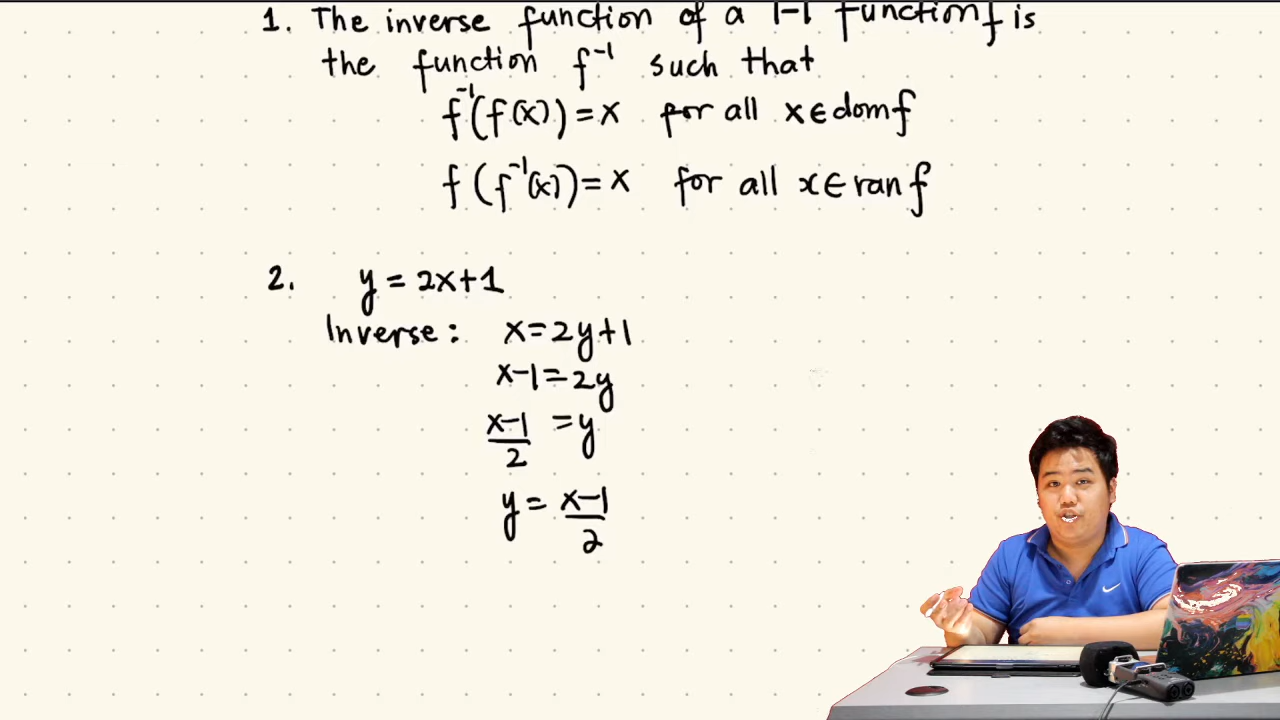 1. The inverse function of a 1-1 function f is
the function f⁻¹ such that
f⁻¹(f(x)) = x for all x ∈ dom f
f(f⁻¹(x)) = x for all x ∈ ran f
2. y = 2x+1
Inverse: x = 2y+1
x-1 = 2y
x-1/2 = y
y = x-1/2